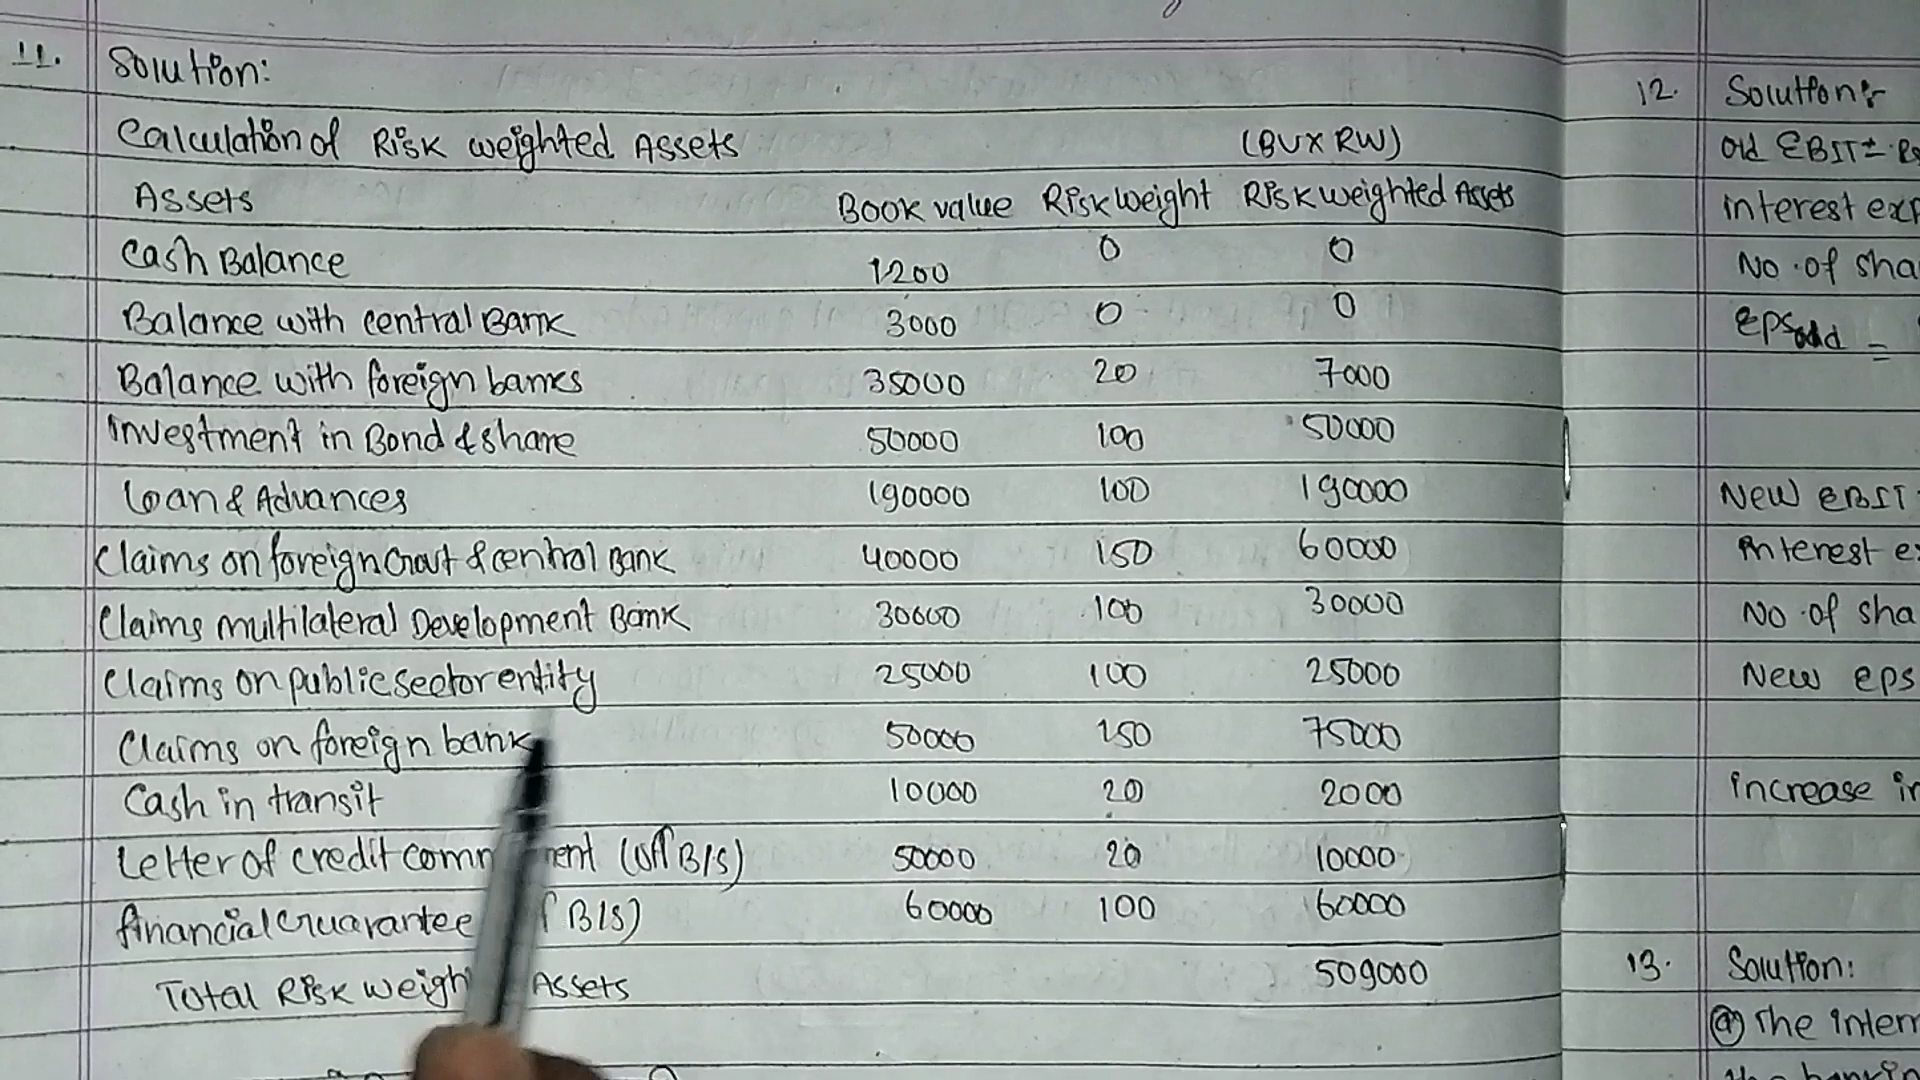 11. Solution:
Calculation of Risk weighted Assets (BV X RW)
Assets Book value Risk Weight Risk weighted Assets
Cash Balance 1200 0 0
Balance with central Bank 3000 0 0
Balance with foreign banks 35000 20 7000
Investment in Bond & share 50000 100 50000
Loan & Advances 190000 100 190000
Claims on foreign Govt & central Bank 40000 150 60000
Claims multilateral Development Bank 30000 100 30000
Claims on public sector entity 25000 100 25000
Claims on foreign bank 50000 150 75000
Cash in transit 10000 20 2000
Letter of credit (off B/S) 50000 20 10000
financial Guarantee B/S) 60000 100 60000
Total Risk Assets 509000
12. Solution:-
Old EBIT =
interest
No. of
EPS old =
New EBIT
Interest
No. of
New eps
increase
13. Solution:
(a) The